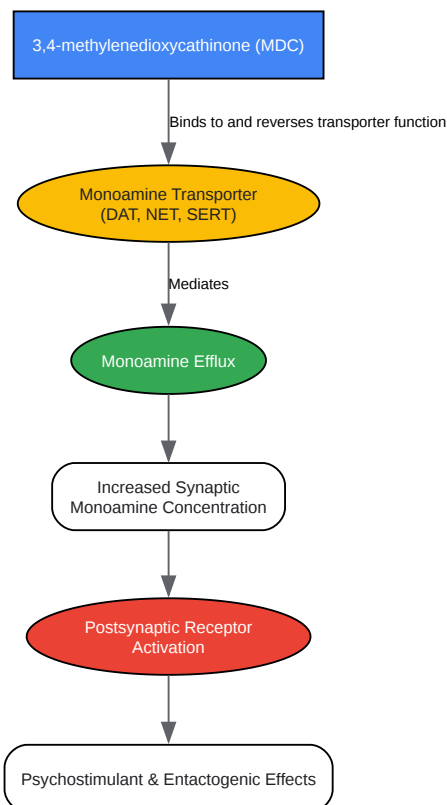 3,4-methylenedioxycathinone (MDC)
Binds to and reverses transporter function
Monoamine Transporter
(DAT, NET, SERT)
Mediates
Monoamine Efflux
Increased Synaptic
Monoamine Concentration
Postsynaptic Receptor
Activation
Psychostimulant & Entactogenic Effects